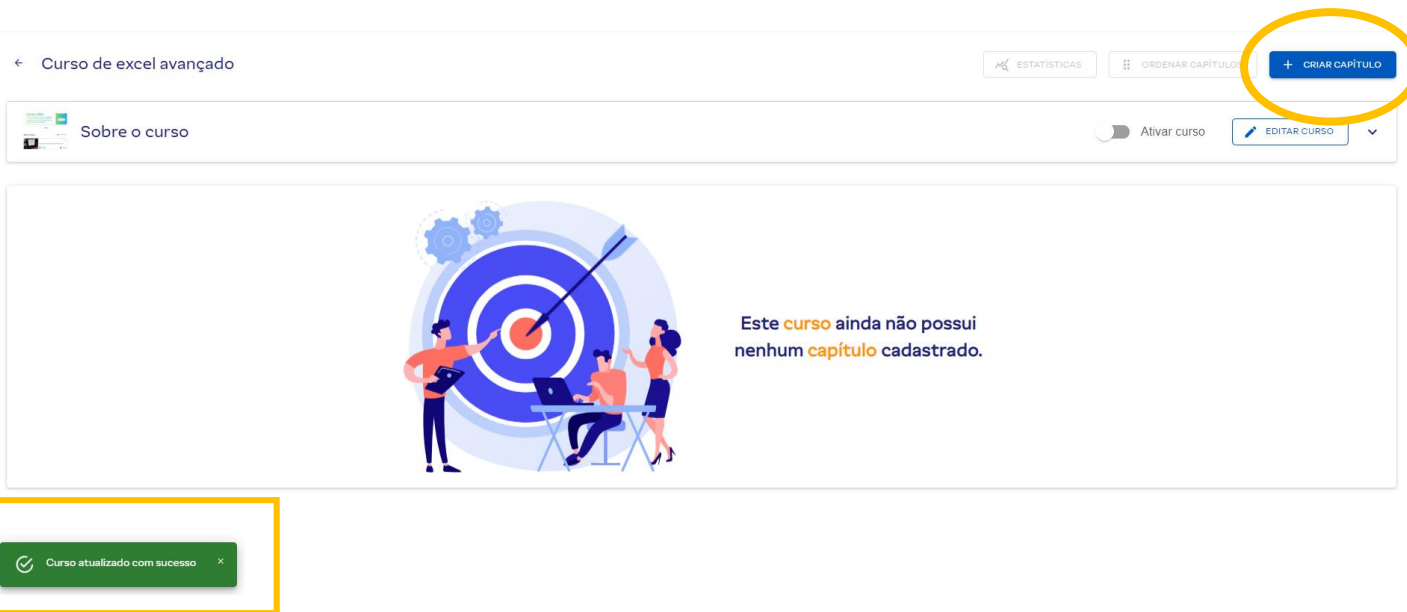 Curso de excel avançado
ESTATÍSTICAS
ORDENAR CAPÍTULOS
CRIAR CAPÍTULO
Sobre o curso
Ativar curso
EDITAR CURSO
Este curso ainda não possui
nenhum capítulo cadastrado.
Curso atualizado com sucesso